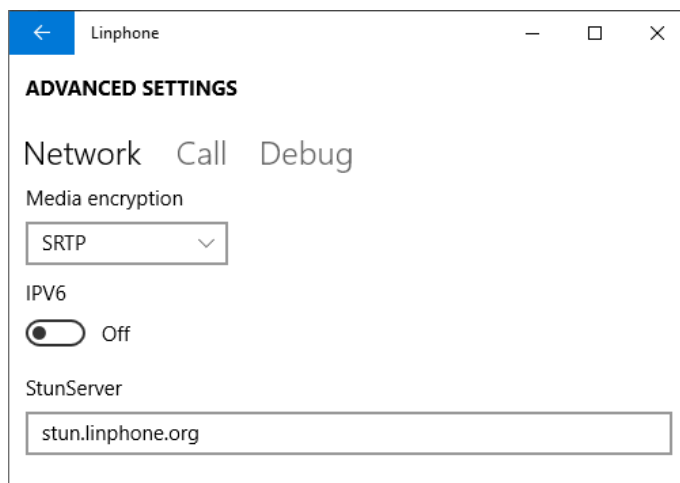 Linphone
ADVANCED SETTINGS
Network Call Debug
Media encryption
SRTP
IPV6
Off
StunServer
stun.linphone.org